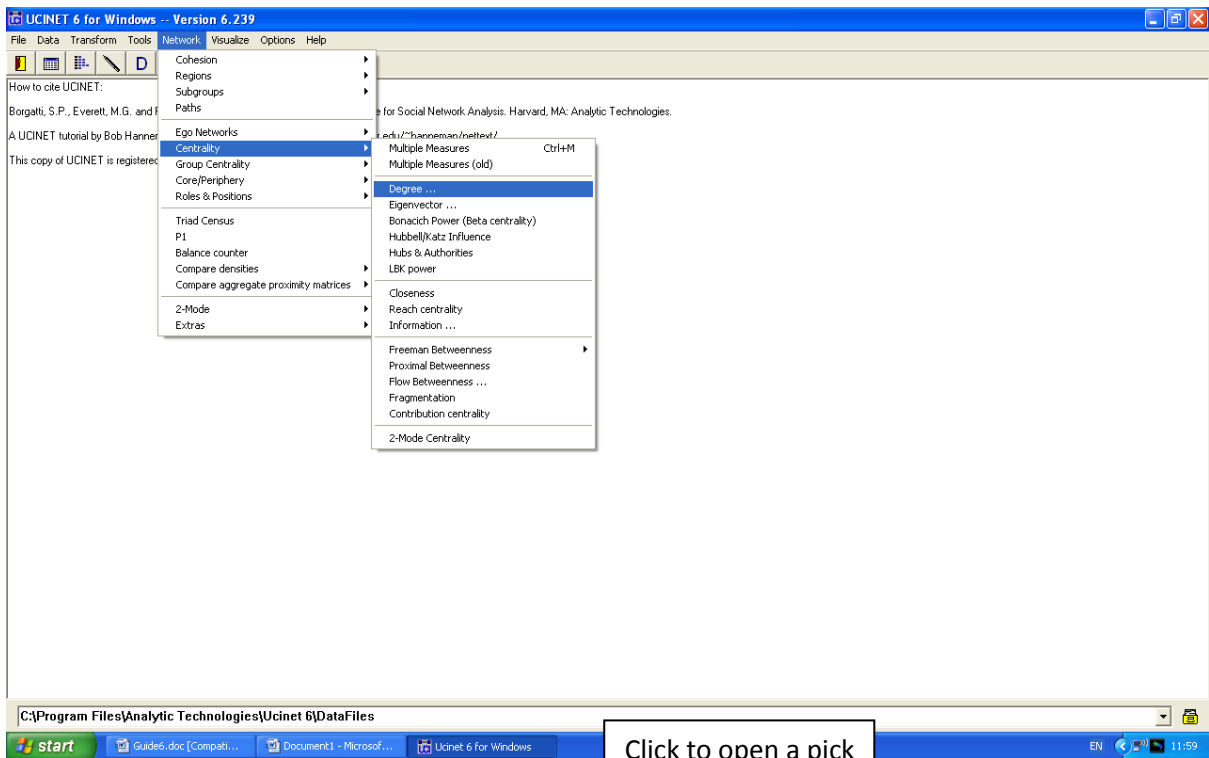 UCINET 6 for Windows -- Version 6.239
File Data Transform Tools Network Visualize Options Help
D
How to cite UCINET:
Borgatti, S.P., Everett, M.G. and
e for Social Network Analysis. Harvard, MA: Analytic Technologies.
A UCINET tutorial by Bob Hanner
r.edu/~hanneman/nettext/
This copy of UCINET is registered
Cohesion
Regions
Subgroups
Paths
Ego Networks
Centrality
Group Centrality
Core/Periphery
Roles & Positions
Triad Census
P1
Balance counter
Compare densities
Compare aggregate proximity matrices
2-Mode
Extras
Multiple Measures Ctrl+M
Multiple Measures (old)
Degree ...
Eigenvector ...
Bonacich Power (Beta centrality)
Hubbell/Katz Influence
Hubs & Authorities
LBK power
Closeness
Reach centrality
Information ...
Freeman Betweenness
Proximal Betweenness
Flow Betweenness ...
Fragmentation
Contribution centrality
2-Mode Centrality
C:\Program Files\Analytic Technologies\Ucinet 6\DataFiles
start Guide6.doc [Compati... Document1 - Microsof... Ucinet 6 for Windows EN 11:59
Click to open a pick